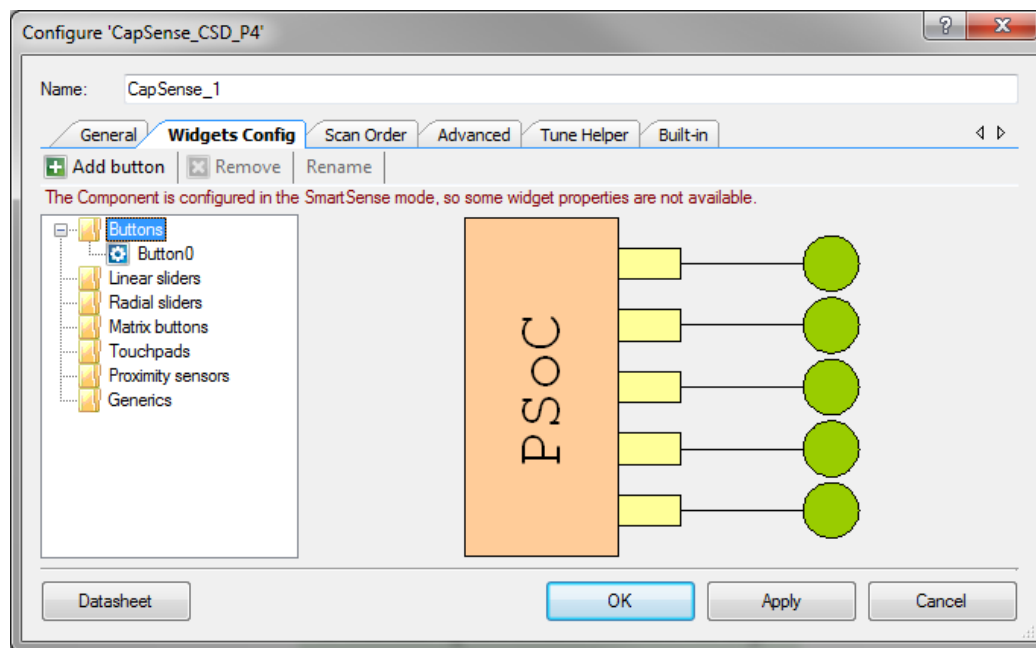 Configure 'CapSense_CSD_P4'
Name: CapSense_1
General Widgets Config Scan Order Advanced Tune Helper Built-in
Add button Remove Rename
The Component is configured in the SmartSense mode, so some widget properties are not available.
Buttons
Button0
Linear sliders
Radial sliders
Matrix buttons
Touchpads
Proximity sensors
Generics
PSoC
Datasheet OK Apply Cancel